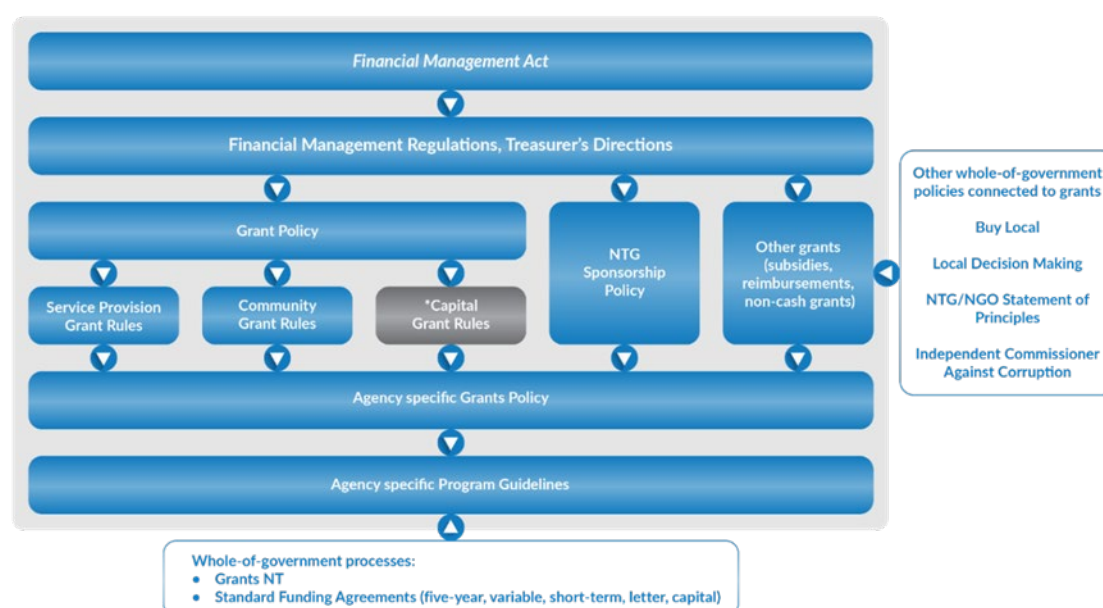 Financial Management Act
Financial Management Regulations, Treasurer's Directions
Grant Policy
Service Provision
Grant Rules
Community
Grant Rules
*Capital
Grant Rules
NTG
Sponsorship
Policy
Other grants
(subsidies,
reimbursements,
non-cash grants)
Other whole-of-government
policies connected to grants
Buy Local
Local Decision Making
NTG/NGO Statement of
Principles
Independent Commissioner
Against Corruption
Agency specific Grants Policy
Agency specific Program Guidelines
Whole-of-government processes:
• Grants NT
• Standard Funding Agreements (five-year, variable, short-term, letter, capital)